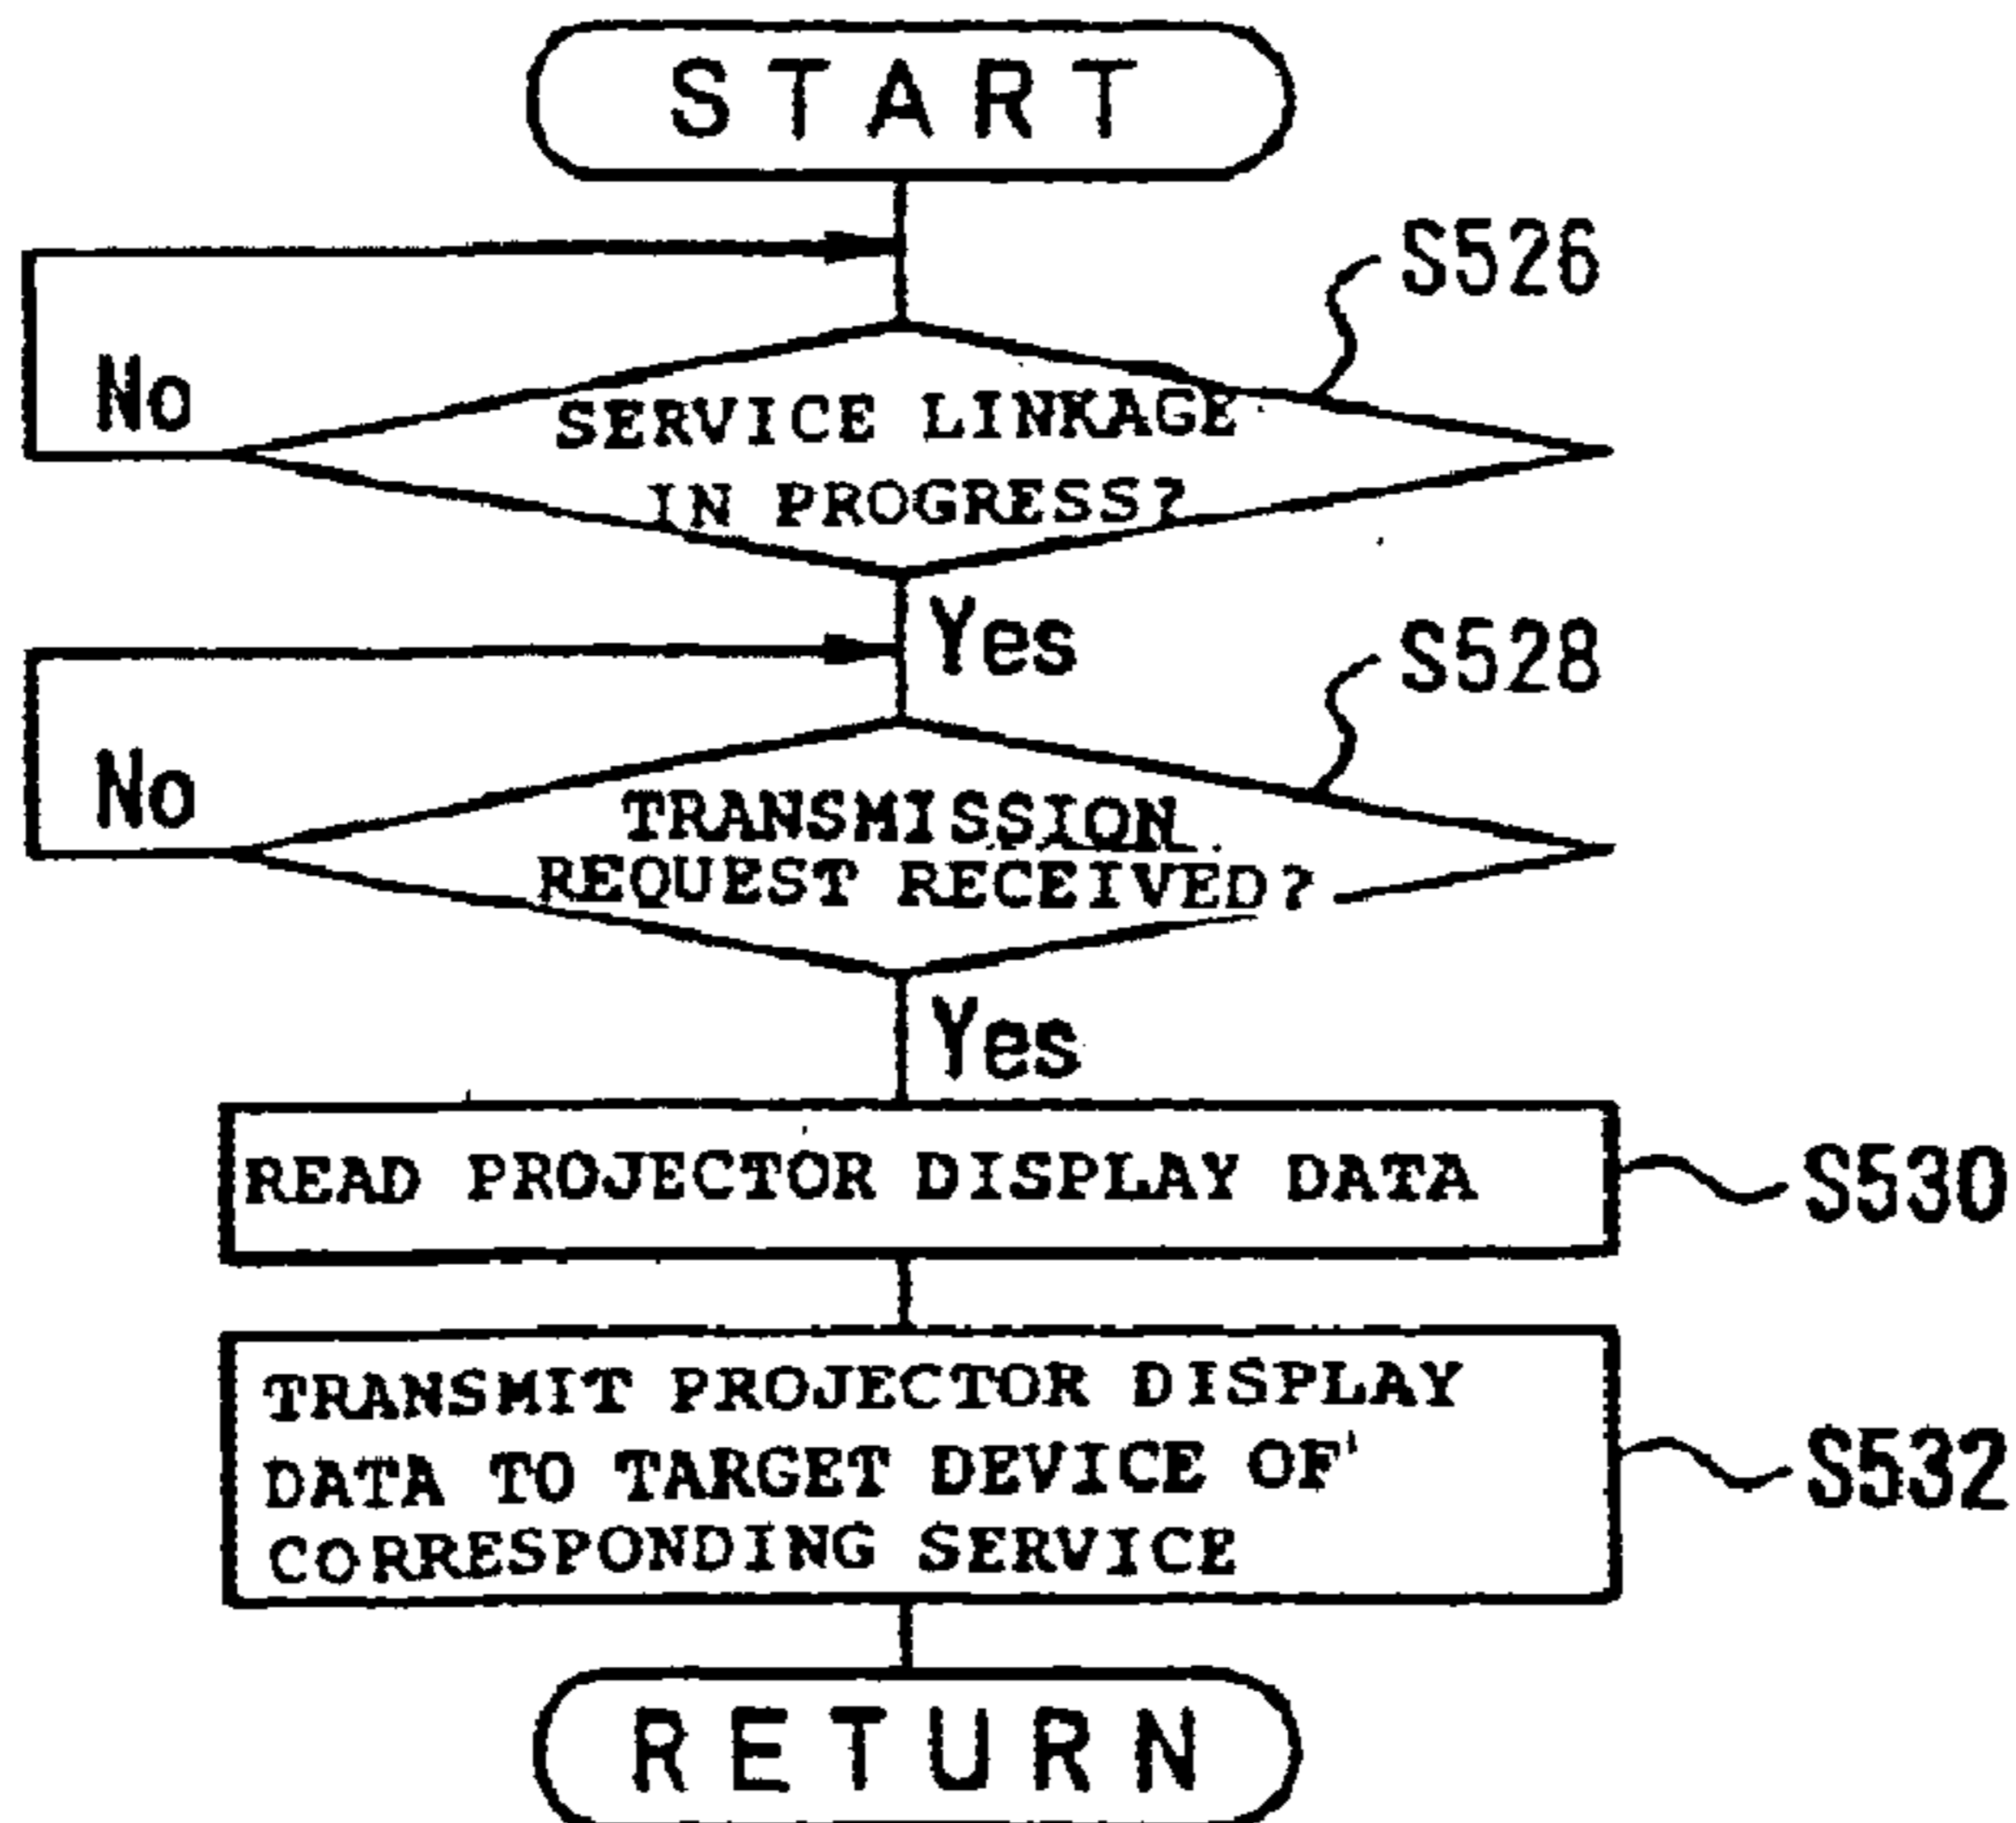 START
S526
No
SERVICE LINKAGE
IN PROGRESS?
Yes
S528
No
TRANSMISSION
REQUEST RECEIVED?
Yes
READ PROJECTOR DISPLAY DATA
S530
TRANSMIT PROJECTOR DISPLAY
DATA TO TARGET DEVICE OF
CORRESPONDING SERVICE
S532
RETURN